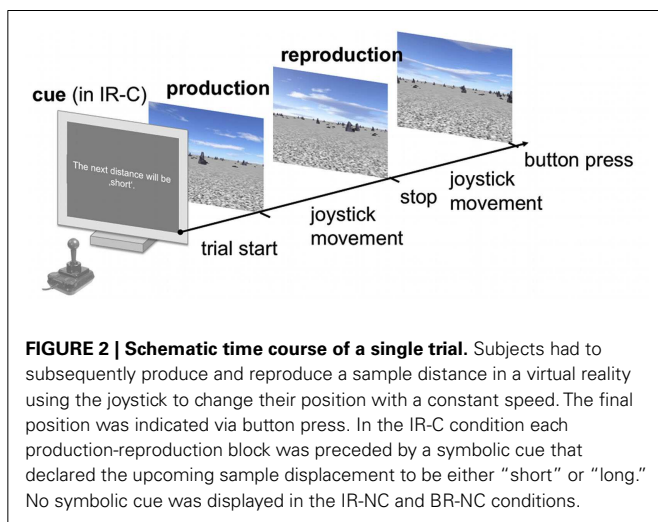 reproduction
production
cue (in IR-C)
The next distance will be
‚short'.
button press
joystick
movement
stop
joystick
movement
trial start
FIGURE 2 | Schematic time course of a single trial. Subjects had to
subsequently produce and reproduce a sample distance in a virtual reality
using the joystick to change their position with a constant speed. The final
position was indicated via button press. In the IR-C condition each
production-reproduction block was preceded by a symbolic cue that
declared the upcoming sample displacement to be either “short” or “long.”
No symbolic cue was displayed in the IR-NC and BR-NC conditions.